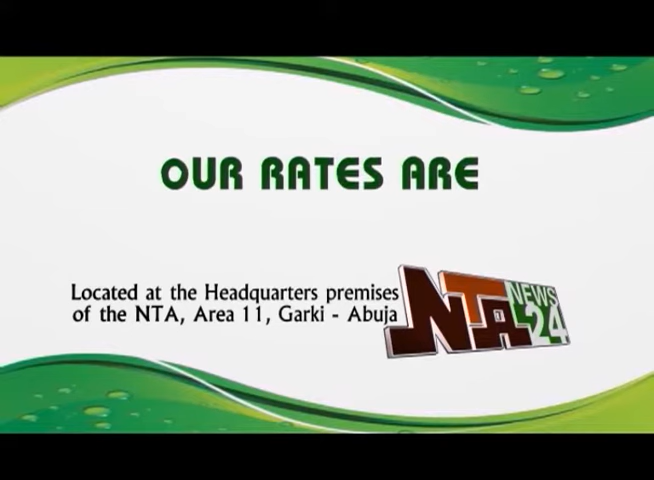 OUR RATES ARE
Located at the Headquarters premises
of the NTA, Area 11, Garki - Abuja
NTA NEWS
24